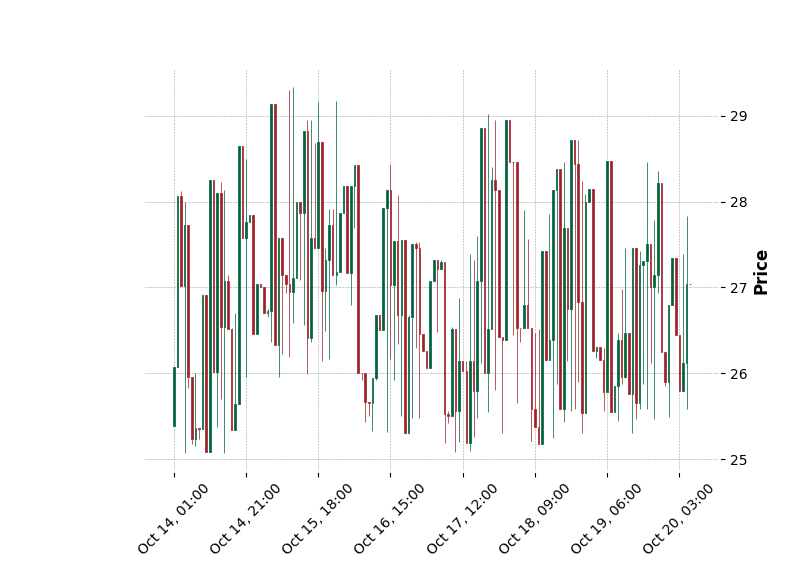 29
28
27
26
25
Price
Oct 14, 01:00
Oct 14, 21:00
Oct 15, 18:00
Oct 16, 15:00
Oct 17, 12:00
Oct 18, 09:00
Oct 19, 06:00
Oct 20, 03:00